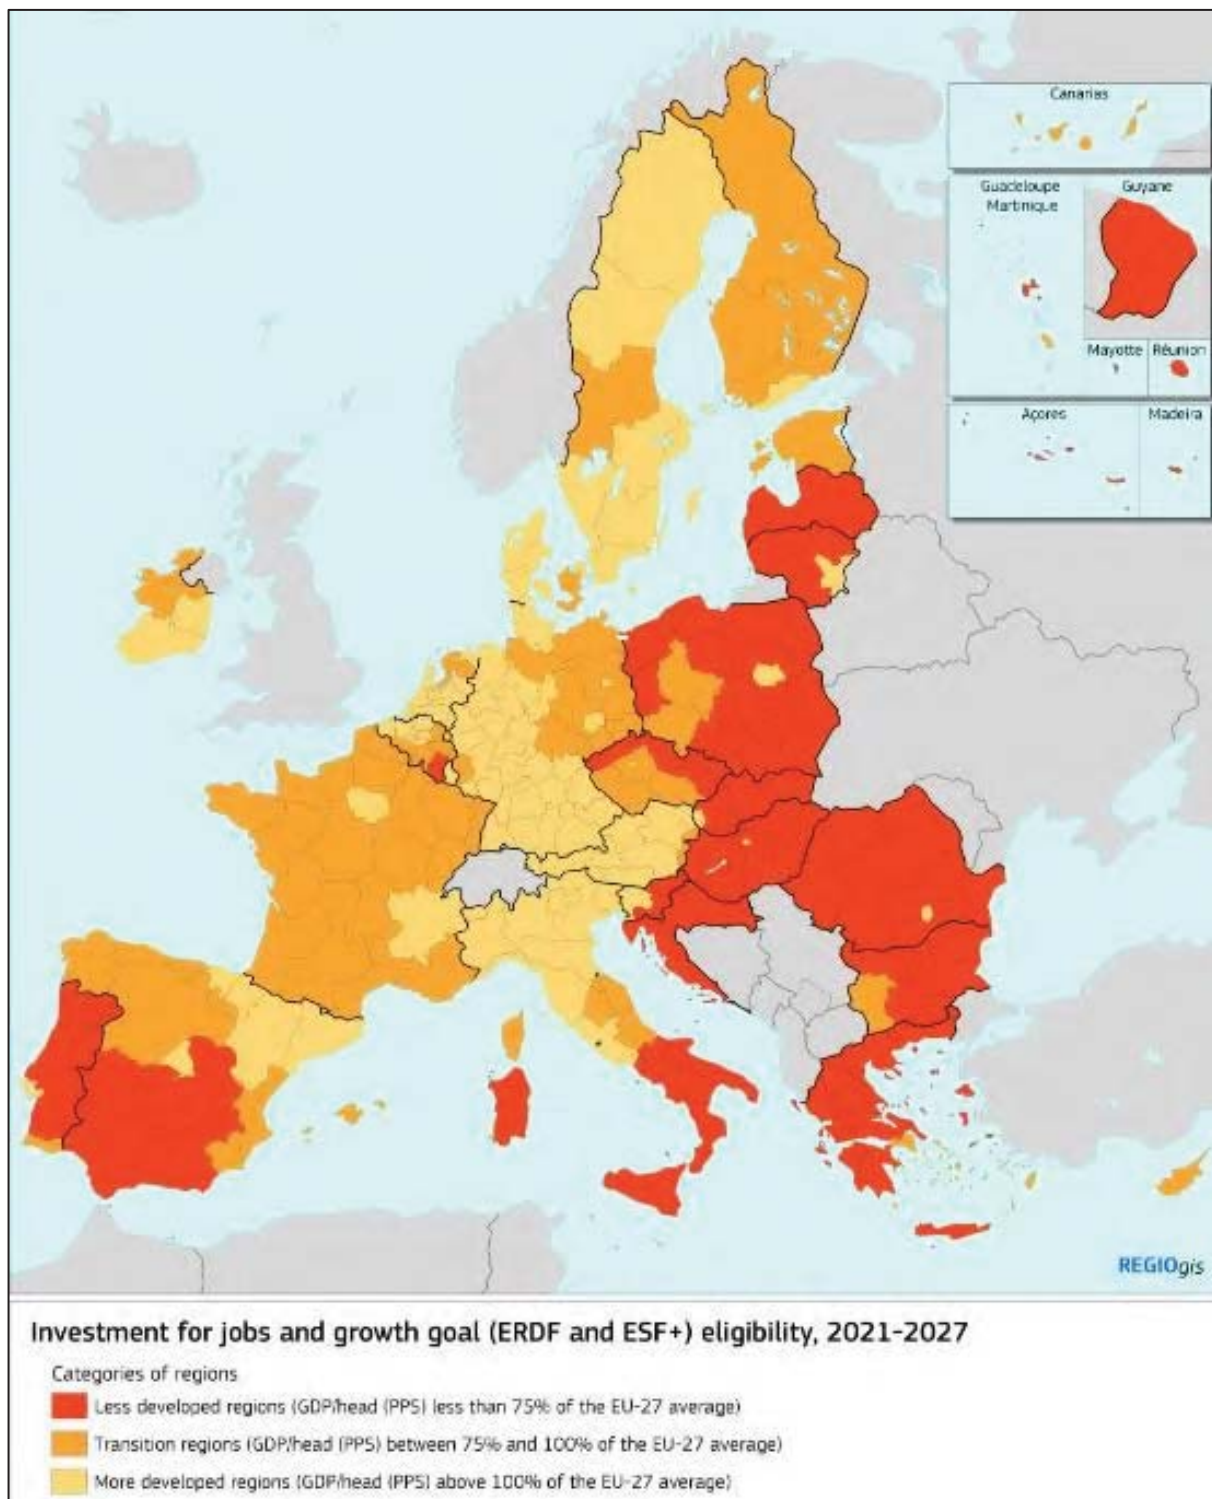 Canarias
Guadeloupe
Martinique
Guyane
Mayotte
Réunion
Açores
Madeira
REGIOgis
Investment for jobs and growth goal (ERDF and ESF+) eligibility, 2021-2027
Categories of regions
Less developed regions (GDP/head (PPS) less than 75% of the EU-27 average)
Transition regions (GDP/head (PPS) between 75% and 100% of the EU-27 average)
More developed regions (GDP/head (PPS) above 100% of the EU-27 average)